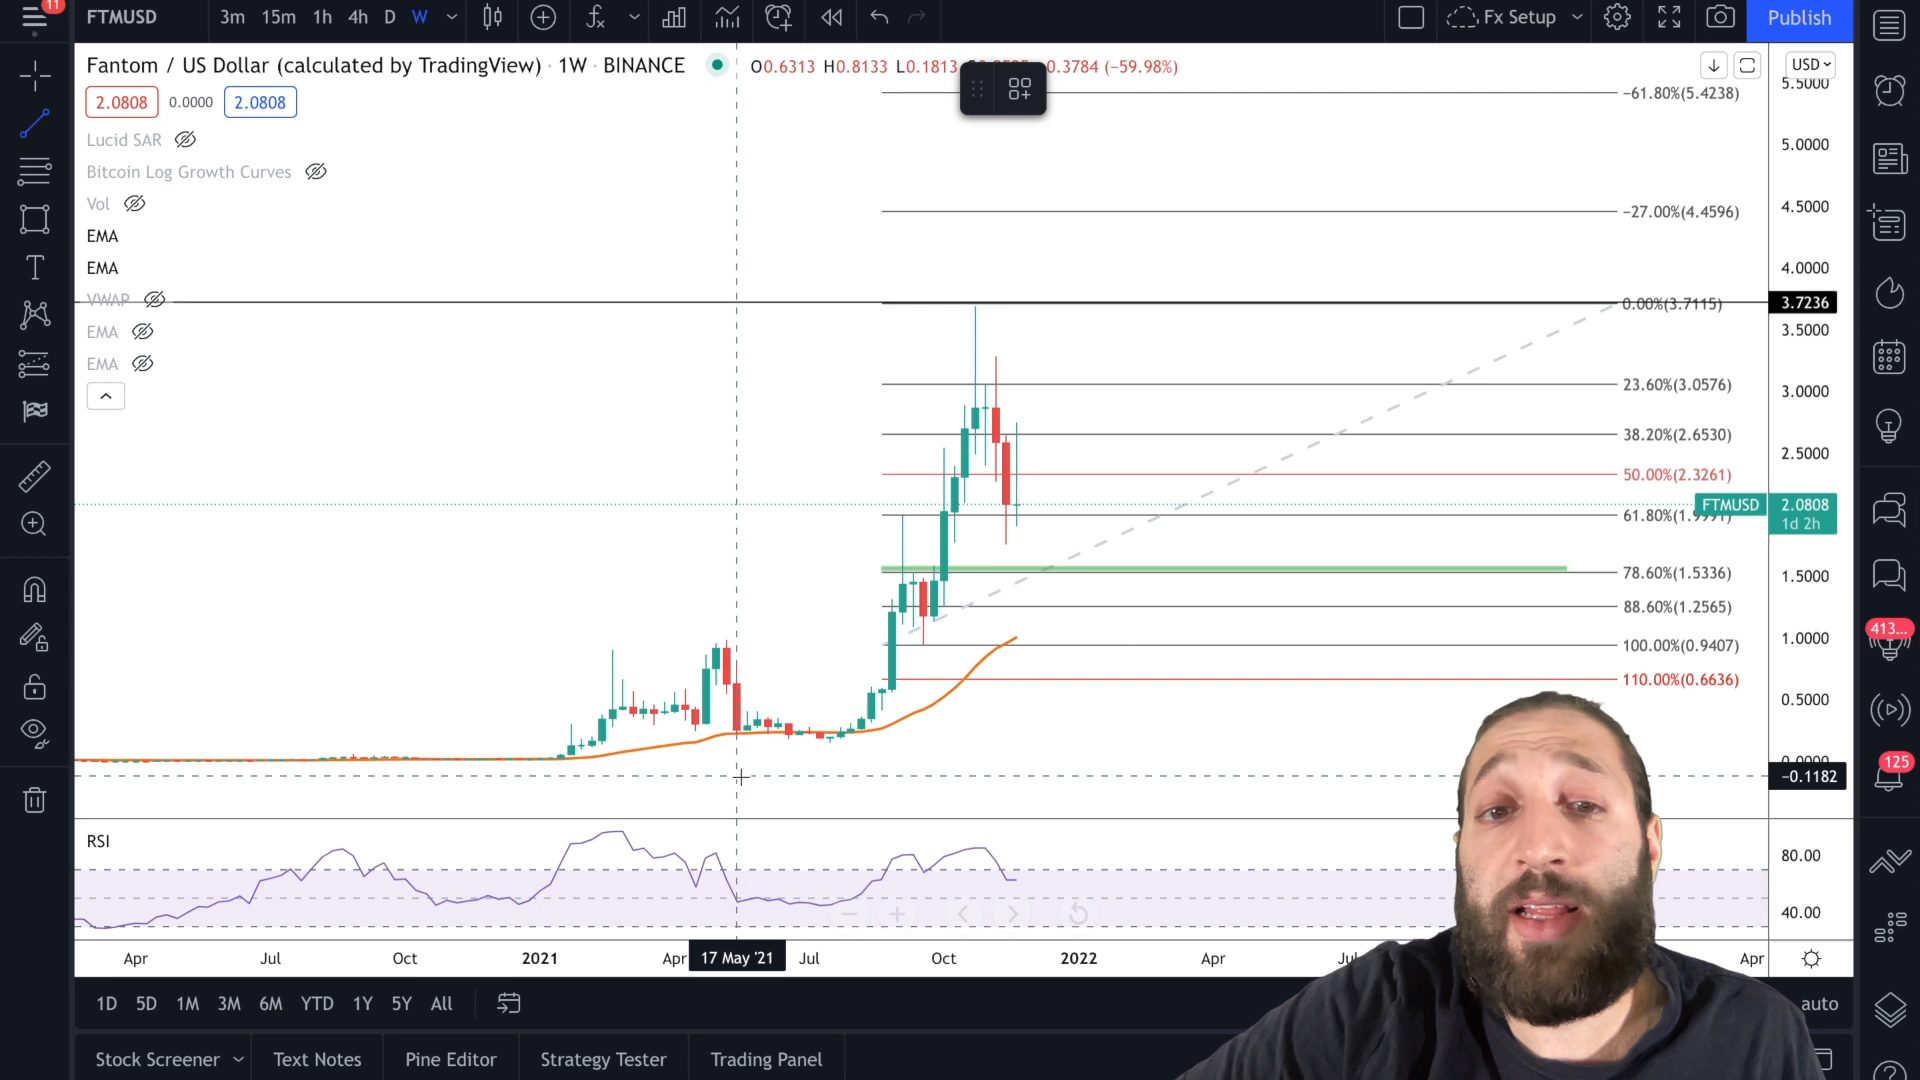 11
FTMUSD
3m 15m 1h 4h D W
Fx Setup
Publish
Fantom / US Dollar (calculated by TradingView) · 1W · BINANCE
O0.6313 H0.8133 L0.1813 0.3784 (−59.98%)
USD
2.0808 0.0000 2.0808
Lucid SAR
Bitcoin Log Growth Curves
Vol
EMA
EMA
VWAP
EMA
EMA
−61.80%(5.4238)
−27.00%(4.4596)
0.00%(3.7115)
23.60%(3.0576)
38.20%(2.6530)
50.00%(2.3261)
61.80%(1.9991)
78.60%(1.5336)
88.60%(1.2565)
100.00%(0.9407)
110.00%(0.6636)
5.5000
5.0000
4.5000
4.0000
3.7236
3.5000
3.0000
2.5000
FTMUSD 2.0808
1d 2h
1.5000
1.0000
0.5000
0.0000
−0.1182
413...
125
RSI
80.00
40.00
Apr Jul Oct 2021 Apr 17 May '21 Jul Oct 2022 Apr Jul Apr
1D 5D 1M 3M 6M YTD 1Y 5Y All
auto
Stock Screener Text Notes Pine Editor Strategy Tester Trading Panel